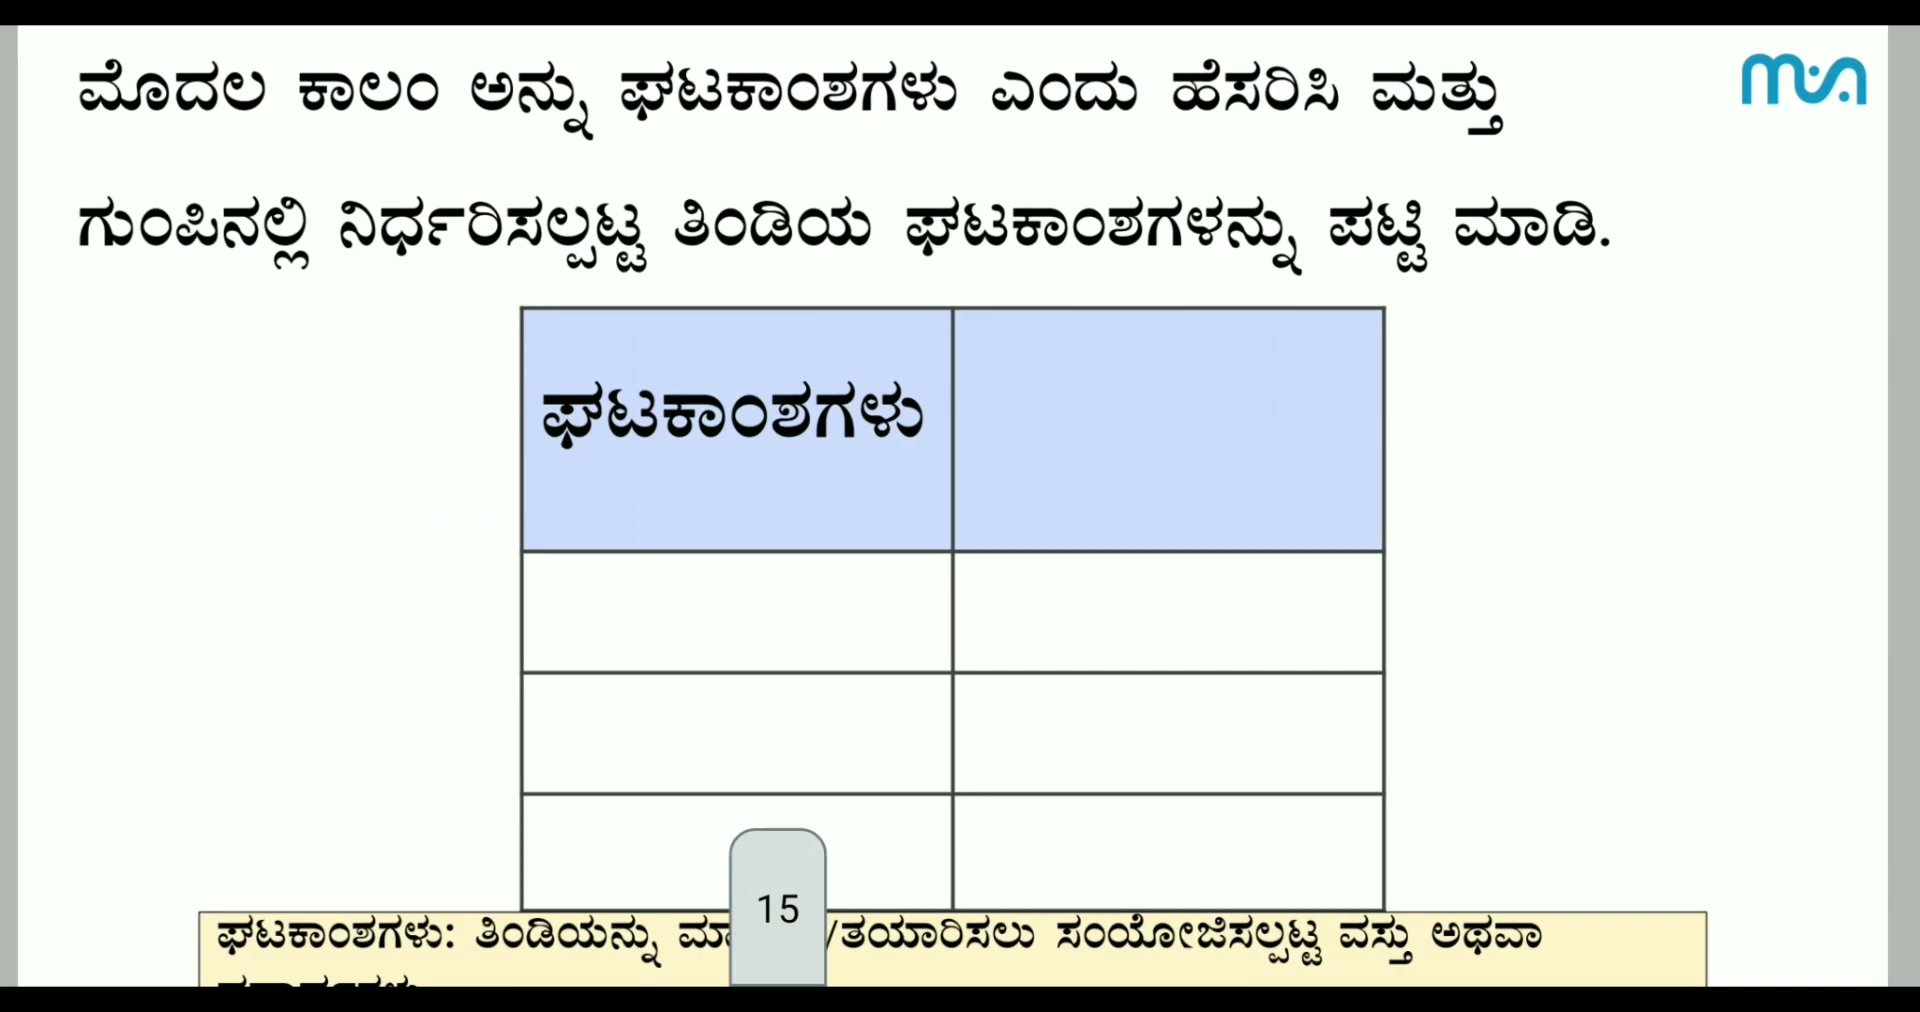 ಮೊದಲ ಕಾಲಂ ಅನ್ನು ಘಟಕಾಂಶಗಳು ಎಂದು ಹೆಸರಿಸಿ ಮತ್ತು
ಗುಂಪಿನಲ್ಲಿ ನಿರ್ಧರಿಸಲ್ಪಟ್ಟ ತಿಂಡಿಯ ಘಟಕಾಂಶಗಳನ್ನು ಪಟ್ಟಿ ಮಾಡಿ.
ಘಟಕಾಂಶಗಳು
15
ಘಟಕಾಂಶಗಳು: ತಿಂಡಿಯನ್ನು /ತಯಾರಿಸಲು ಸಂಯೋಜಿಸಲ್ಪಟ್ಟ ವಸ್ತು ಅಥವಾ